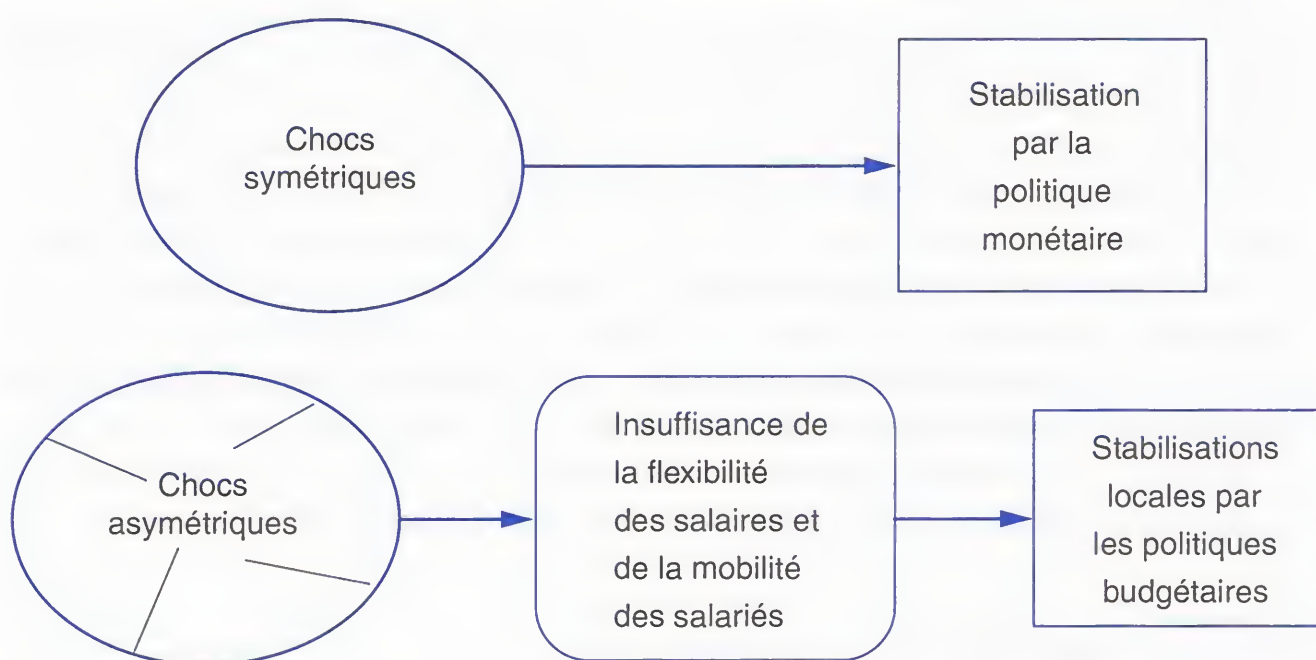 Chocs
symétriques
Stabilisation
par la
politique
monétaire
Chocs
asymétriques
Insuffisance de
la flexibilité
des salaires et
de la mobilité
des salariés
Stabilisations
locales par
les politiques
budgétaires